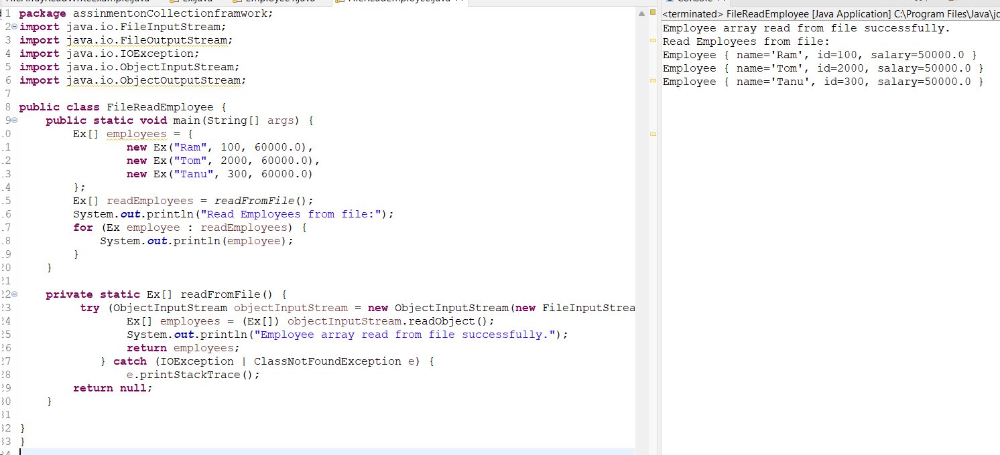 package assinmentonCollectionframwork;
import java.io.FileInputStream;
import java.io.FileOutputStream;
import java.io.IOException;
import java.io.ObjectInputStream;
import java.io.ObjectOutputStream;
public class FileReadEmployee {
public static void main(String[] args) {
Ex[] employees = {
new Ex("Ram", 100, 60000.0),
new Ex("Tom", 2000, 60000.0),
new Ex("Tanu", 300, 60000.0)
};
Ex[] readEmployees = readFromFile();
System.out.println("Read Employees from file:");
for (Ex employee : readEmployees) {
System.out.println(employee);
}
}
private static Ex[] readFromFile() {
try (ObjectInputStream objectInputStream = new ObjectInputStream(new FileInputStrea
Ex[] employees = (Ex[]) objectInputStream.readObject();
System.out.println("Employee array read from file successfully.");
return employees;
} catch (IOException | ClassNotFoundException e) {
e.printStackTrace();
return null;
}
}
}
<terminated> FileReadEmployee [Java Application] C:\Program Files\Java\jd
Employee array read from file successfully.
Read Employees from file:
Employee { name='Ram', id=100, salary=50000.0 }
Employee { name='Tom', id=2000, salary=50000.0 }
Employee { name='Tanu', id=300, salary=50000.0 }